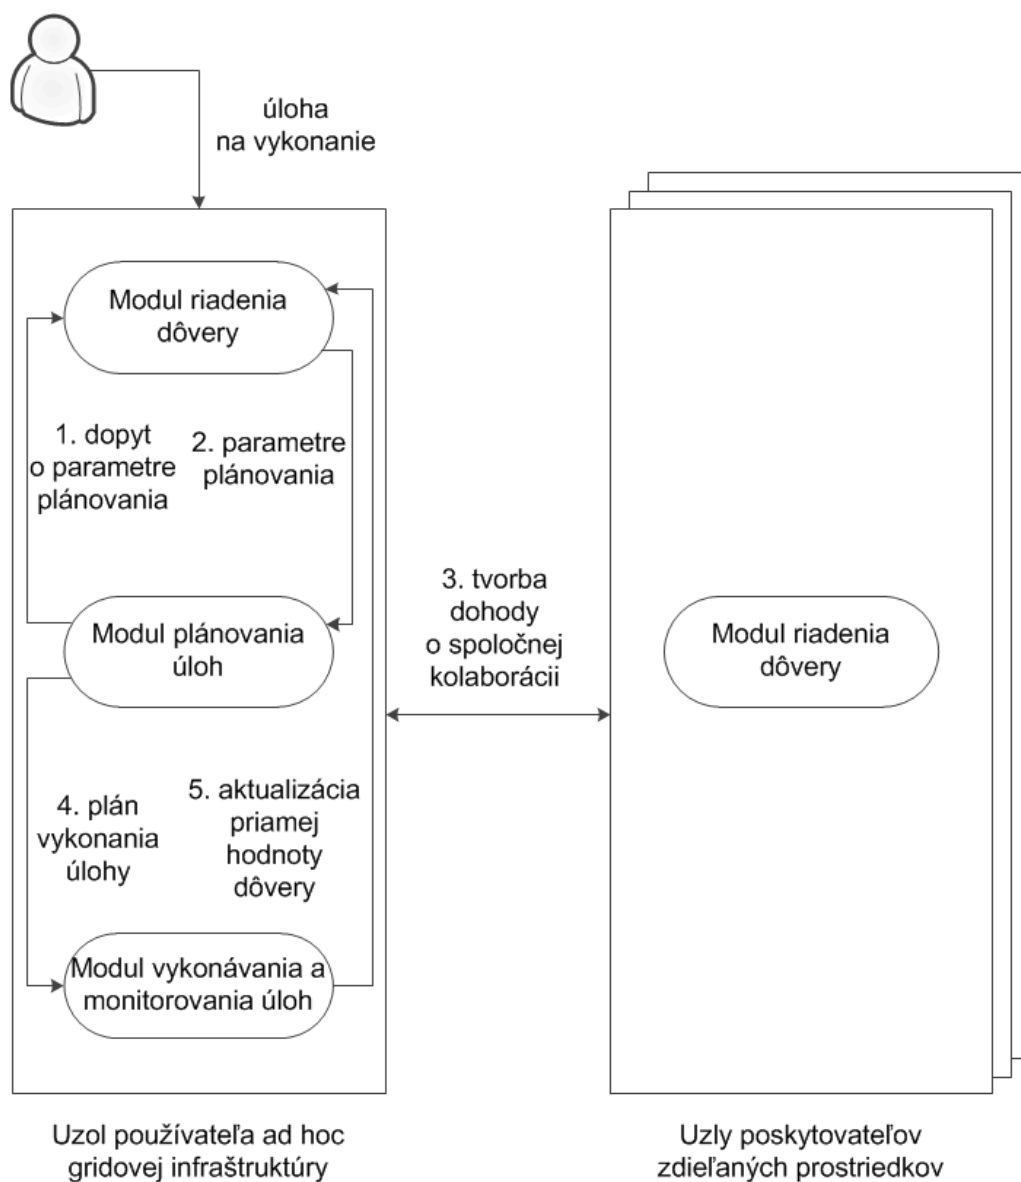 úloha
na vykonanie
Modul riadenia
dôvery
1. dopyt
o parametre
plánovania
2. parametre
plánovania
Modul plánovania
úloh
3. tvorba
dohody
o spoločnej
kolaborácii
Modul riadenia
dôvery
4. plán
vykonania
úlohy
5. aktualizácia
priamej
hodnoty
dôvery
Modul vykonávania a
monitorovania úloh
Uzol používateľa ad hoc
gridovej infraštruktúry
Uzly poskytovateľov
zdieľaných prostriedkov